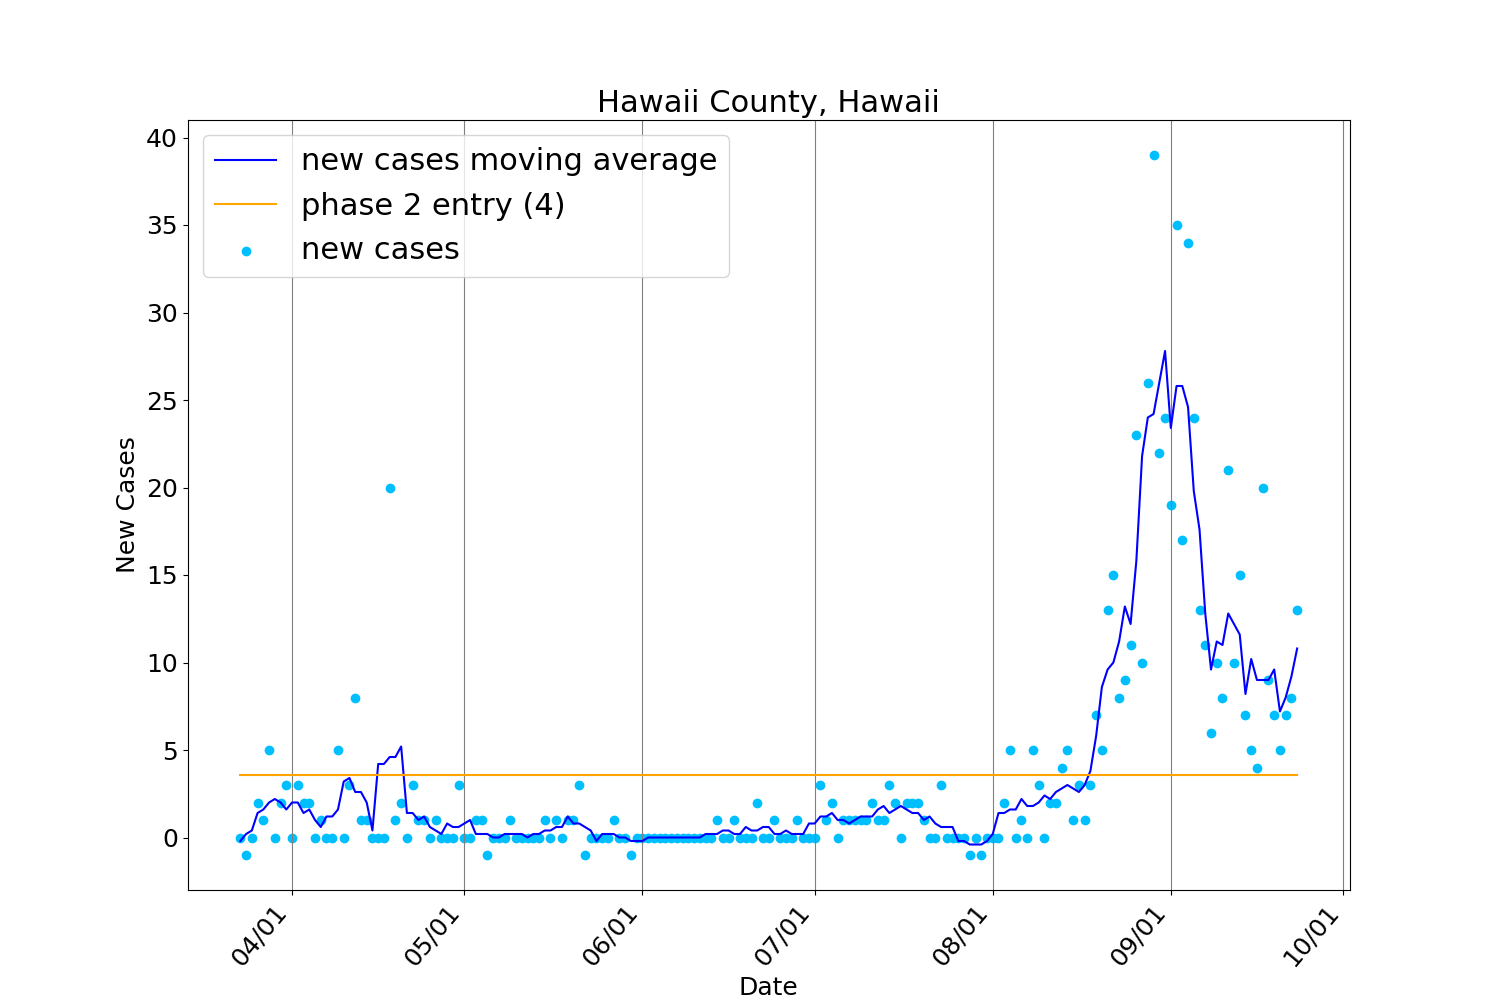 Hawaii County, Hawaii
new cases moving average
phase 2 entry (4)
new cases
40
35
30
25
20
15
10
5
0
New Cases
04/01
05/01
06/01
07/01
08/01
09/01
10/01
Date